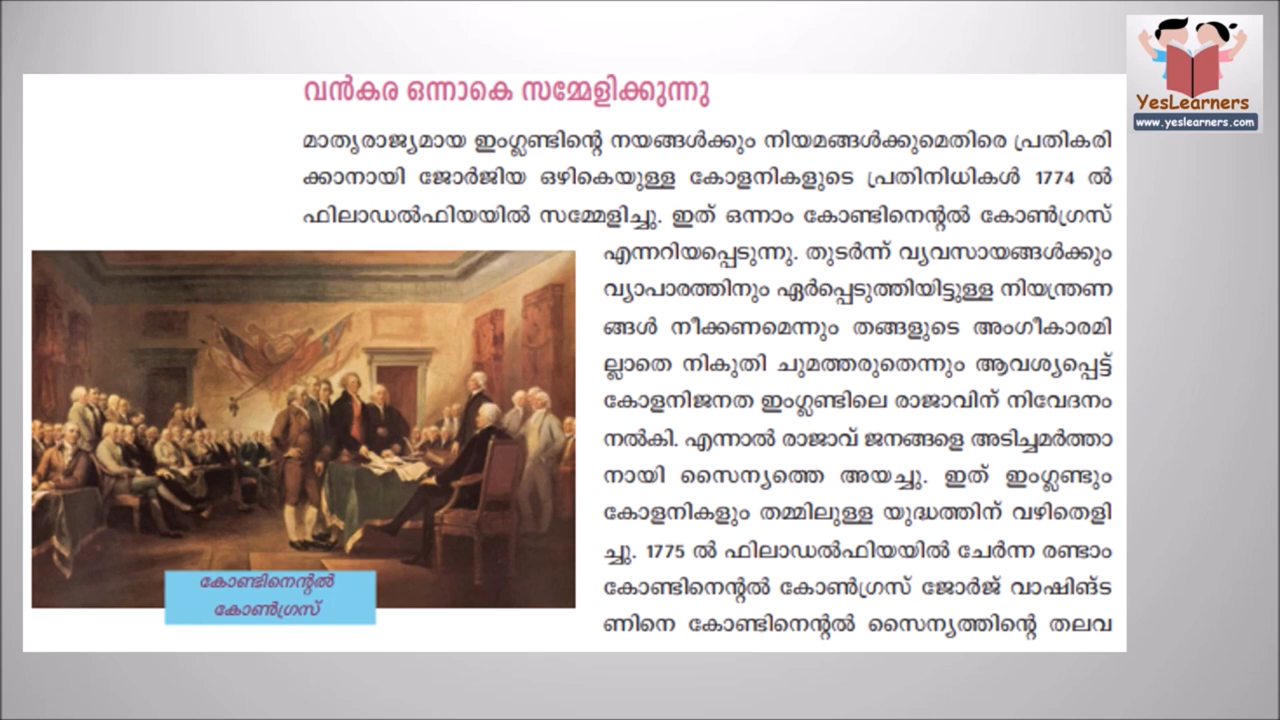 YesLearners
www.yeslearners.com
വൻകര ഒന്നാകെ സമ്മേളിക്കുന്നു
മാതൃരാജ്യമായ ഇംഗ്ലണ്ടിന്റെ നയങ്ങൾക്കും നിയമങ്ങൾക്കുമെതിരെ പ്രതികരി
ക്കാനായി ജോർജിയ ഒഴികെയുള്ള കോളനികളുടെ പ്രതിനിധികൾ 1774 ൽ
ഫിലാഡൽഫിയയിൽ സമ്മേളിച്ചു. ഇത് ഒന്നാം കോണ്ടിനെന്റൽ കോൺഗ്രസ്
എന്നറിയപ്പെടുന്നു. തുടർന്ന് വ്യവസായങ്ങൾക്കും
വ്യാപാരത്തിനും ഏർപ്പെടുത്തിയിട്ടുള്ള നിയന്ത്രണ
ങ്ങൾ നീക്കണമെന്നും തങ്ങളുടെ അംഗീകാരമി
ല്ലാതെ നികുതി ചുമത്തരുതെന്നും ആവശ്യപ്പെട്ട്
കോളനിജനത ഇംഗ്ലണ്ടിലെ രാജാവിന് നിവേദനം
നൽകി. എന്നാൽ രാജാവ് ജനങ്ങളെ അടിച്ചമർത്താ
നായി സൈന്യത്തെ അയച്ചു. ഇത് ഇംഗ്ലണ്ടും
കോളനികളും തമ്മിലുള്ള യുദ്ധത്തിന് വഴിതെളി
ച്ചു. 1775 ൽ ഫിലാഡൽഫിയയിൽ ചേർന്ന രണ്ടാം
കോണ്ടിനെന്റൽ കോൺഗ്രസ് ജോർജ് വാഷിങ്ട
ണിനെ കോണ്ടിനെന്റൽ സൈന്യത്തിന്റെ തലവ
കോണ്ടിനെന്റൽ
കോൺഗ്രസ്